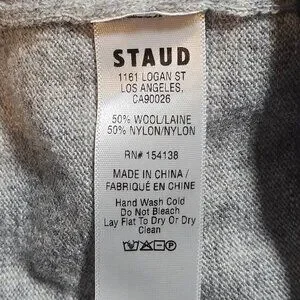 STAUD
1161 LOGAN ST
LOS ANGELES,
CA90026
50% WOOL/LAINE
50% NYLON/NYLON
RN# 154138
MADE IN CHINA /
FABRIQUÉ EN CHINE
Hand Wash Cold
Do Not Bleach
Lay Flat To Dry Or Dry
Clean